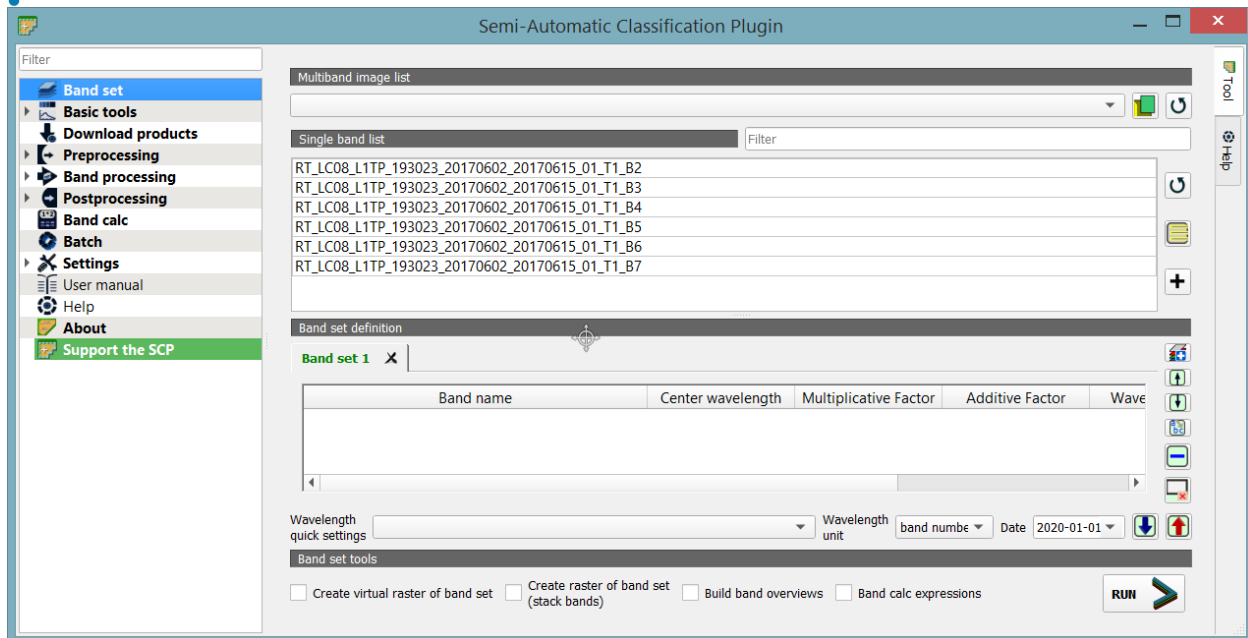 Semi-Automatic Classification Plugin
Filter
Band set
Basic tools
Download products
Preprocessing
Band processing
Postprocessing
Band calc
Batch
Settings
User manual
Help
About
Support the SCP
Multiband image list
Single band list
Filter
RT_LC08_L1TP_193023_20170602_20170615_01_T1_B2
RT_LC08_L1TP_193023_20170602_20170615_01_T1_B3
RT_LC08_L1TP_193023_20170602_20170615_01_T1_B4
RT_LC08_L1TP_193023_20170602_20170615_01_T1_B5
RT_LC08_L1TP_193023_20170602_20170615_01_T1_B6
RT_LC08_L1TP_193023_20170602_20170615_01_T1_B7
Band set definition
Band set 1
Band name Center wavelength Multiplicative Factor Additive Factor Wave
Wavelength
quick settings
Wavelength
unit
band numbe
Date 2020-01-01
Band set tools
Create virtual raster of band set
Create raster of band set
(stack bands)
Build band overviews
Band calc expressions
RUN
Tool
Help